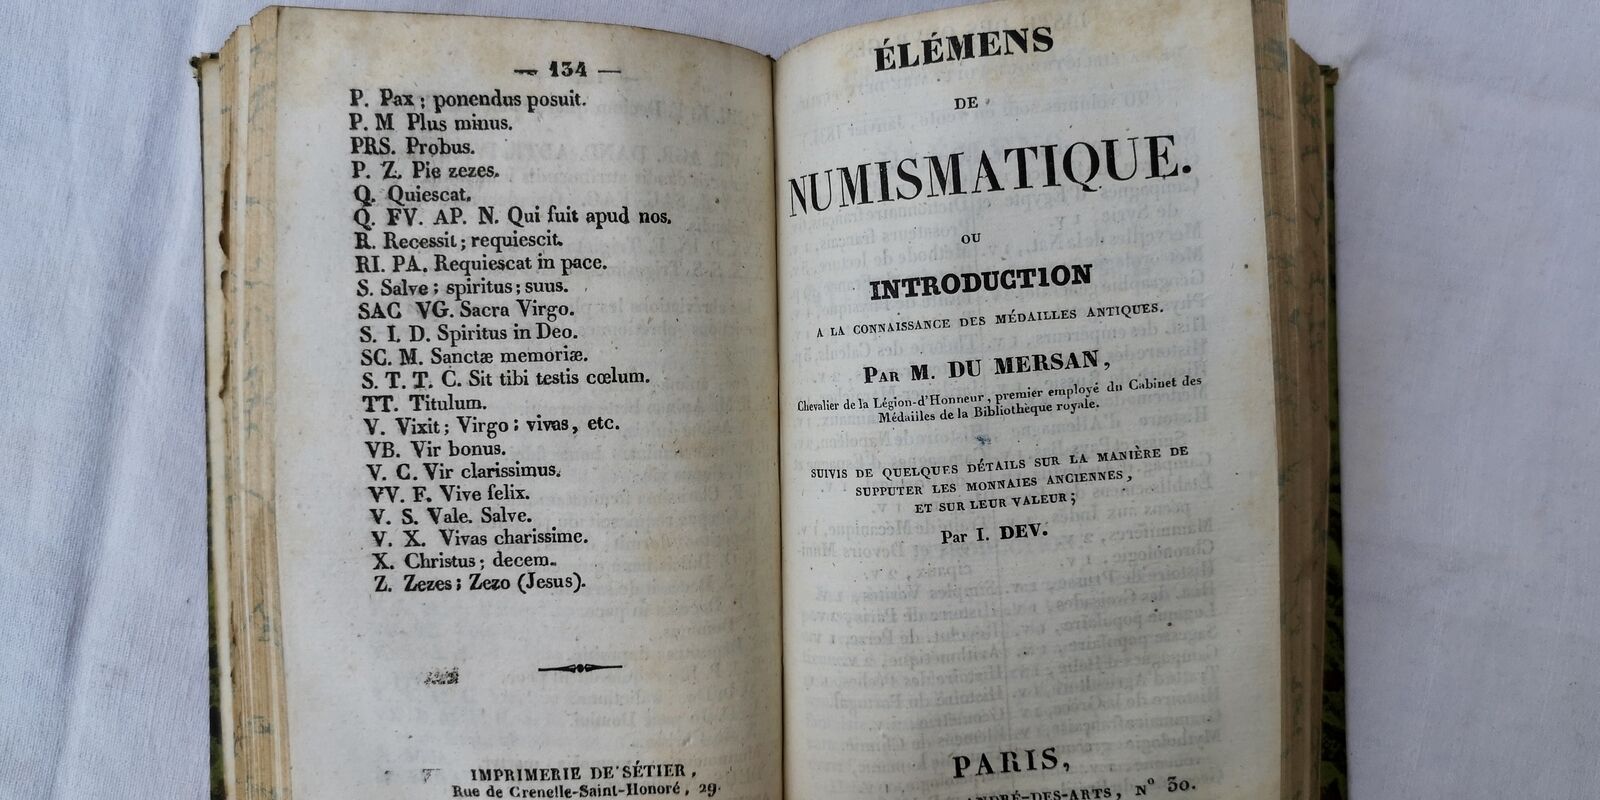 — 134 —
P. Pax ; ponendus posuit.
P. M Plus minus.
PRS. Probus.
P. Z. Pie zezes.
Q. Quiescat.
Q. FV. AP. N. Qui fuit apud nos.
R. Recessit ; requiescit.
RI. PA. Requiescat in pace.
S. Salve ; spiritus ; suus.
SAC VG. Sacra Virgo.
S. I. D. Spiritus in Deo.
SC. M. Sanctæ memoriæ.
S. T. T. C. Sit tibi testis cœlum.
TT. Titulum.
V. Vixit ; Virgo ; vivas, etc.
VB. Vir bonus.
V. C. Vir clarissimus.
VV. F. Vive felix.
V. S. Vale. Salve.
V. X. Vivas charissime.
X. Christus ; decem.
Z. Zezes ; Zezo (Jesus).
IMPRIMERIE DE SÉTIER,
Rue de Grenelle-Saint-Honoré, 29.
ÉLÉMENS
DE
NUMISMATIQUE.
OU
INTRODUCTION
A LA CONNAISSANCE DES MÉDAILLES ANTIQUES.
PAR M. DU MERSAN,
Chevalier de la Légion-d'Honneur, premier employé du Cabinet des
Médailles de la Bibliothèque royale.
SUIVIS DE QUELQUES DÉTAILS SUR LA MANIÈRE DE
SUPPUTER LES MONNAIES ANCIENNES,
ET SUR LEUR VALEUR ;
Par I. DEV.
PARIS,
ANDRÉ-DES-ARTS, N° 30.